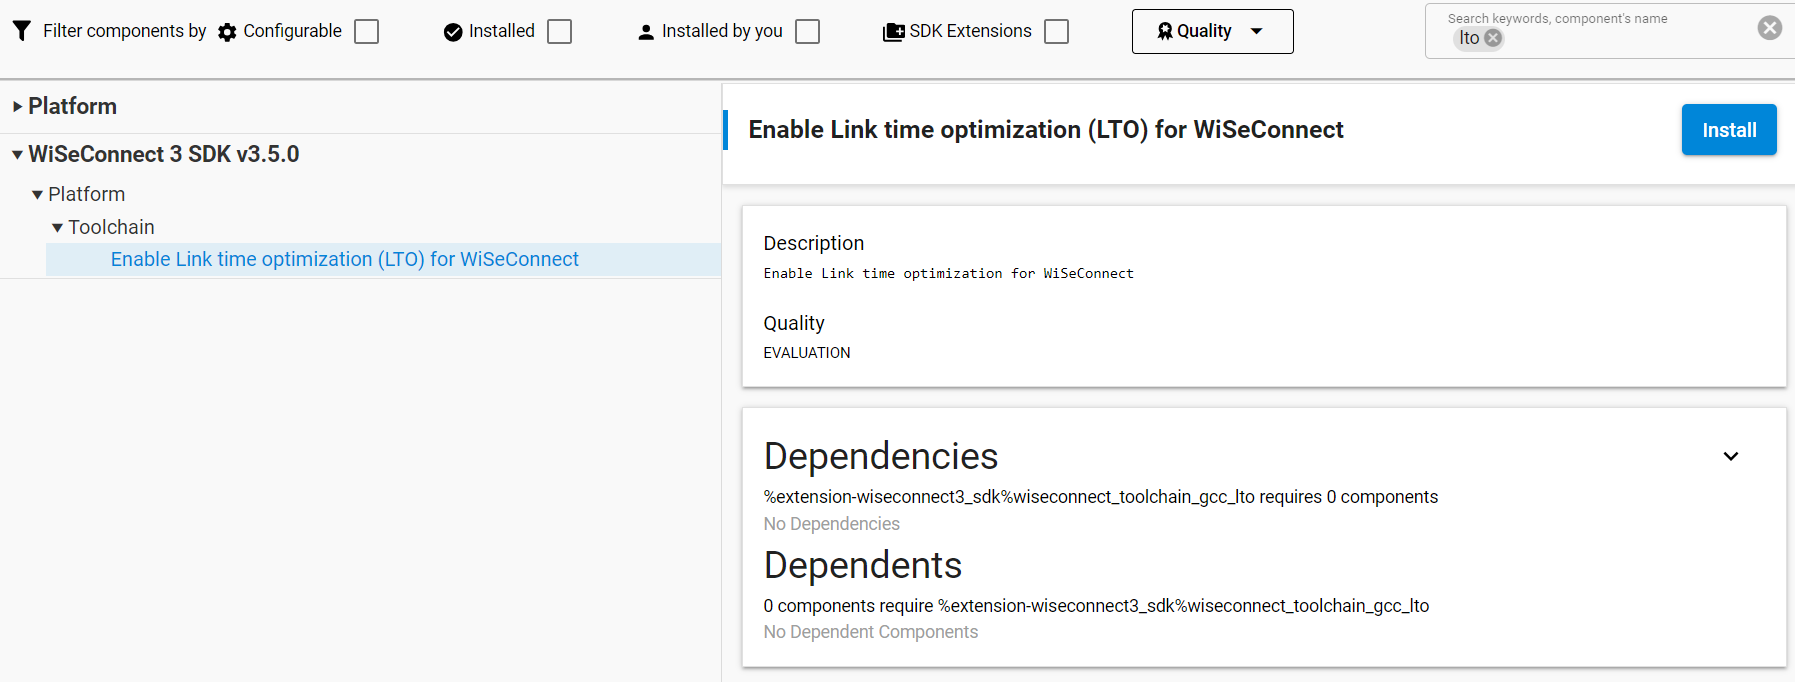 Filter components by Configurable Installed Installed by you SDK Extensions Quality
Search keywords, component's name
lto
Platform
WiSeConnect 3 SDK v3.5.0
Platform
Toolchain
Enable Link time optimization (LTO) for WiSeConnect
Enable Link time optimization (LTO) for WiSeConnect
Install
Description
Enable Link time optimization for WiSeConnect
Quality
EVALUATION
Dependencies
%extension-wiseconnect3_sdk%wiseconnect_toolchain_gcc_lto requires 0 components
No Dependencies
Dependents
0 components require %extension-wiseconnect3_sdk%wiseconnect_toolchain_gcc_lto
No Dependent Components